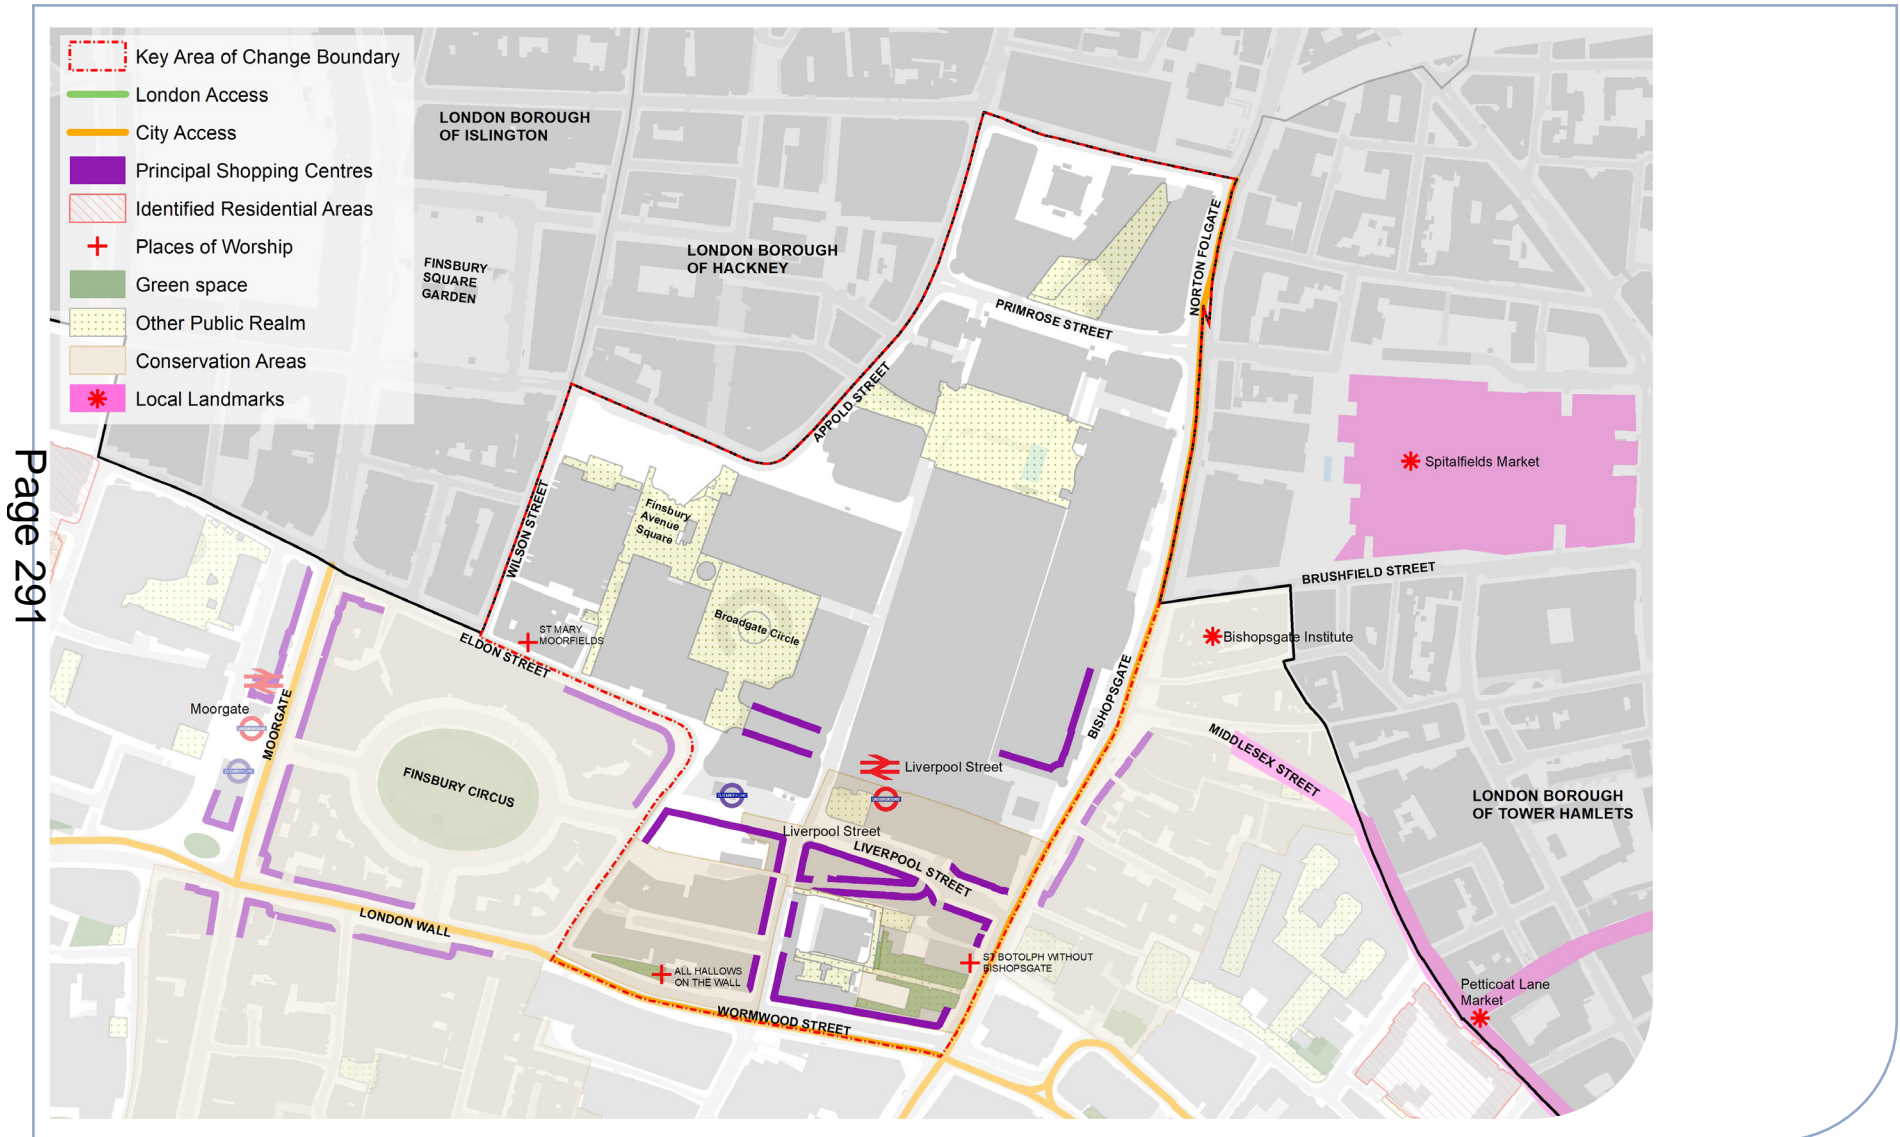 Key Area of Change Boundary
London Access
City Access
Principal Shopping Centres
Identified Residential Areas
Places of Worship
Green space
Other Public Realm
Conservation Areas
Local Landmarks
LONDON BOROUGH
OF ISLINGTON
LONDON BOROUGH
OF HACKNEY
FINSBURY
SQUARE
GARDEN
NORTON FOLGATE
PRIMROSE STREET
APPOLD STREET
Spitalfields Market
Page 291
WILSON STREET
Finsbury
Avenue
Square
BRUSHFIELD STREET
Broadgate Circle
ST MARY
MOORFIELDS
ELDON STREET
Bishopsgate Institute
BISHOPSGATE
Moorgate
MOORGATE
MIDDLESEX STREET
Liverpool Street
FINSBURY CIRCUS
LONDON BOROUGH
OF TOWER HAMLETS
Liverpool Street
LIVERPOOL STREET
LONDON WALL
ST BOTOLPH WITHOUT
BISHOPSGATE
ALL HALLOWS
ON THE WALL
Petticoat Lane
Market
WORMWOOD STREET